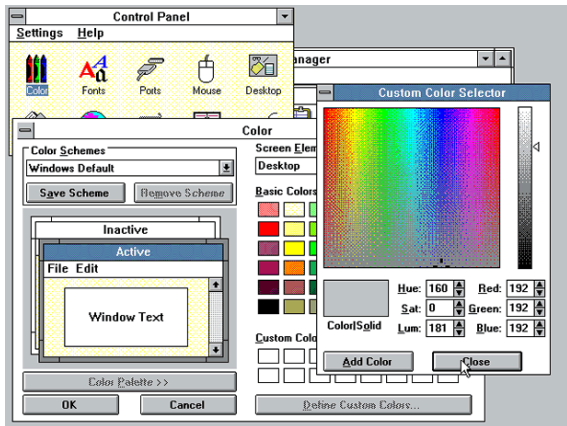 Control Panel
Settings Help
Color Fonts Ports Mouse Desktop
anager
Custom Color Selector
Color
Color Schemes
Windows Default
Save Scheme Remove Scheme
Screen Elem
Desktop
Basic Colors
Inactive
Active
File Edit
Window Text
Custom Colo
Color Palette >>
OK Cancel
Define Custom Colors...
Color|Solid
Hue: 160 Red: 192
Sat: 0 Green: 192
Lum: 181 Blue: 192
Add Color Close